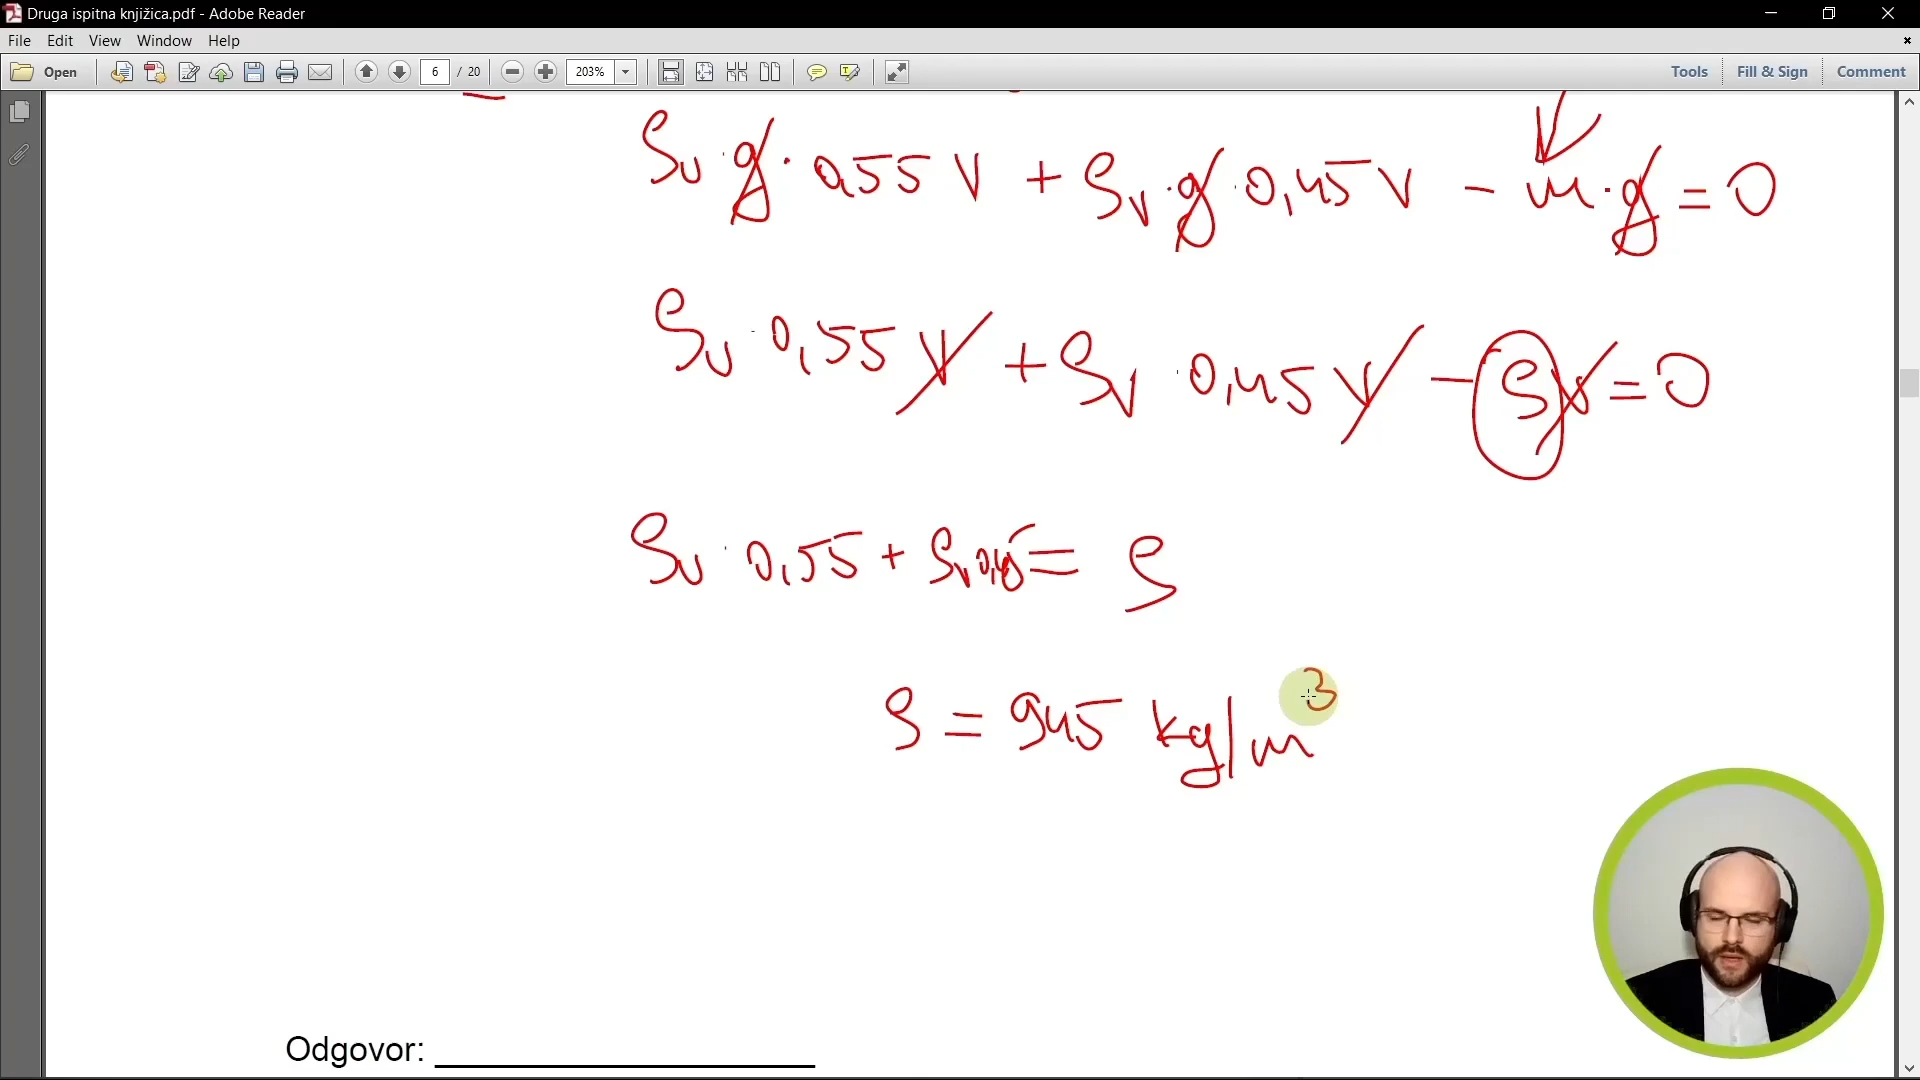 Druga ispitna knjižica.pdf - Adobe Reader
File Edit View Window Help
Open 6 / 20 203% Tools Fill & Sign Comment
ρᵥ · g · 0,55 V + ρᵥ · g · 0,45 V - m · g = 0
ρᵥ · 0,55 V + ρᵥ · 0,45 V - ρV = 0
ρᵥ · 0,55 + ρᵥ 0,45 = ρ
ρ = 945 kg/m³
Odgovor: